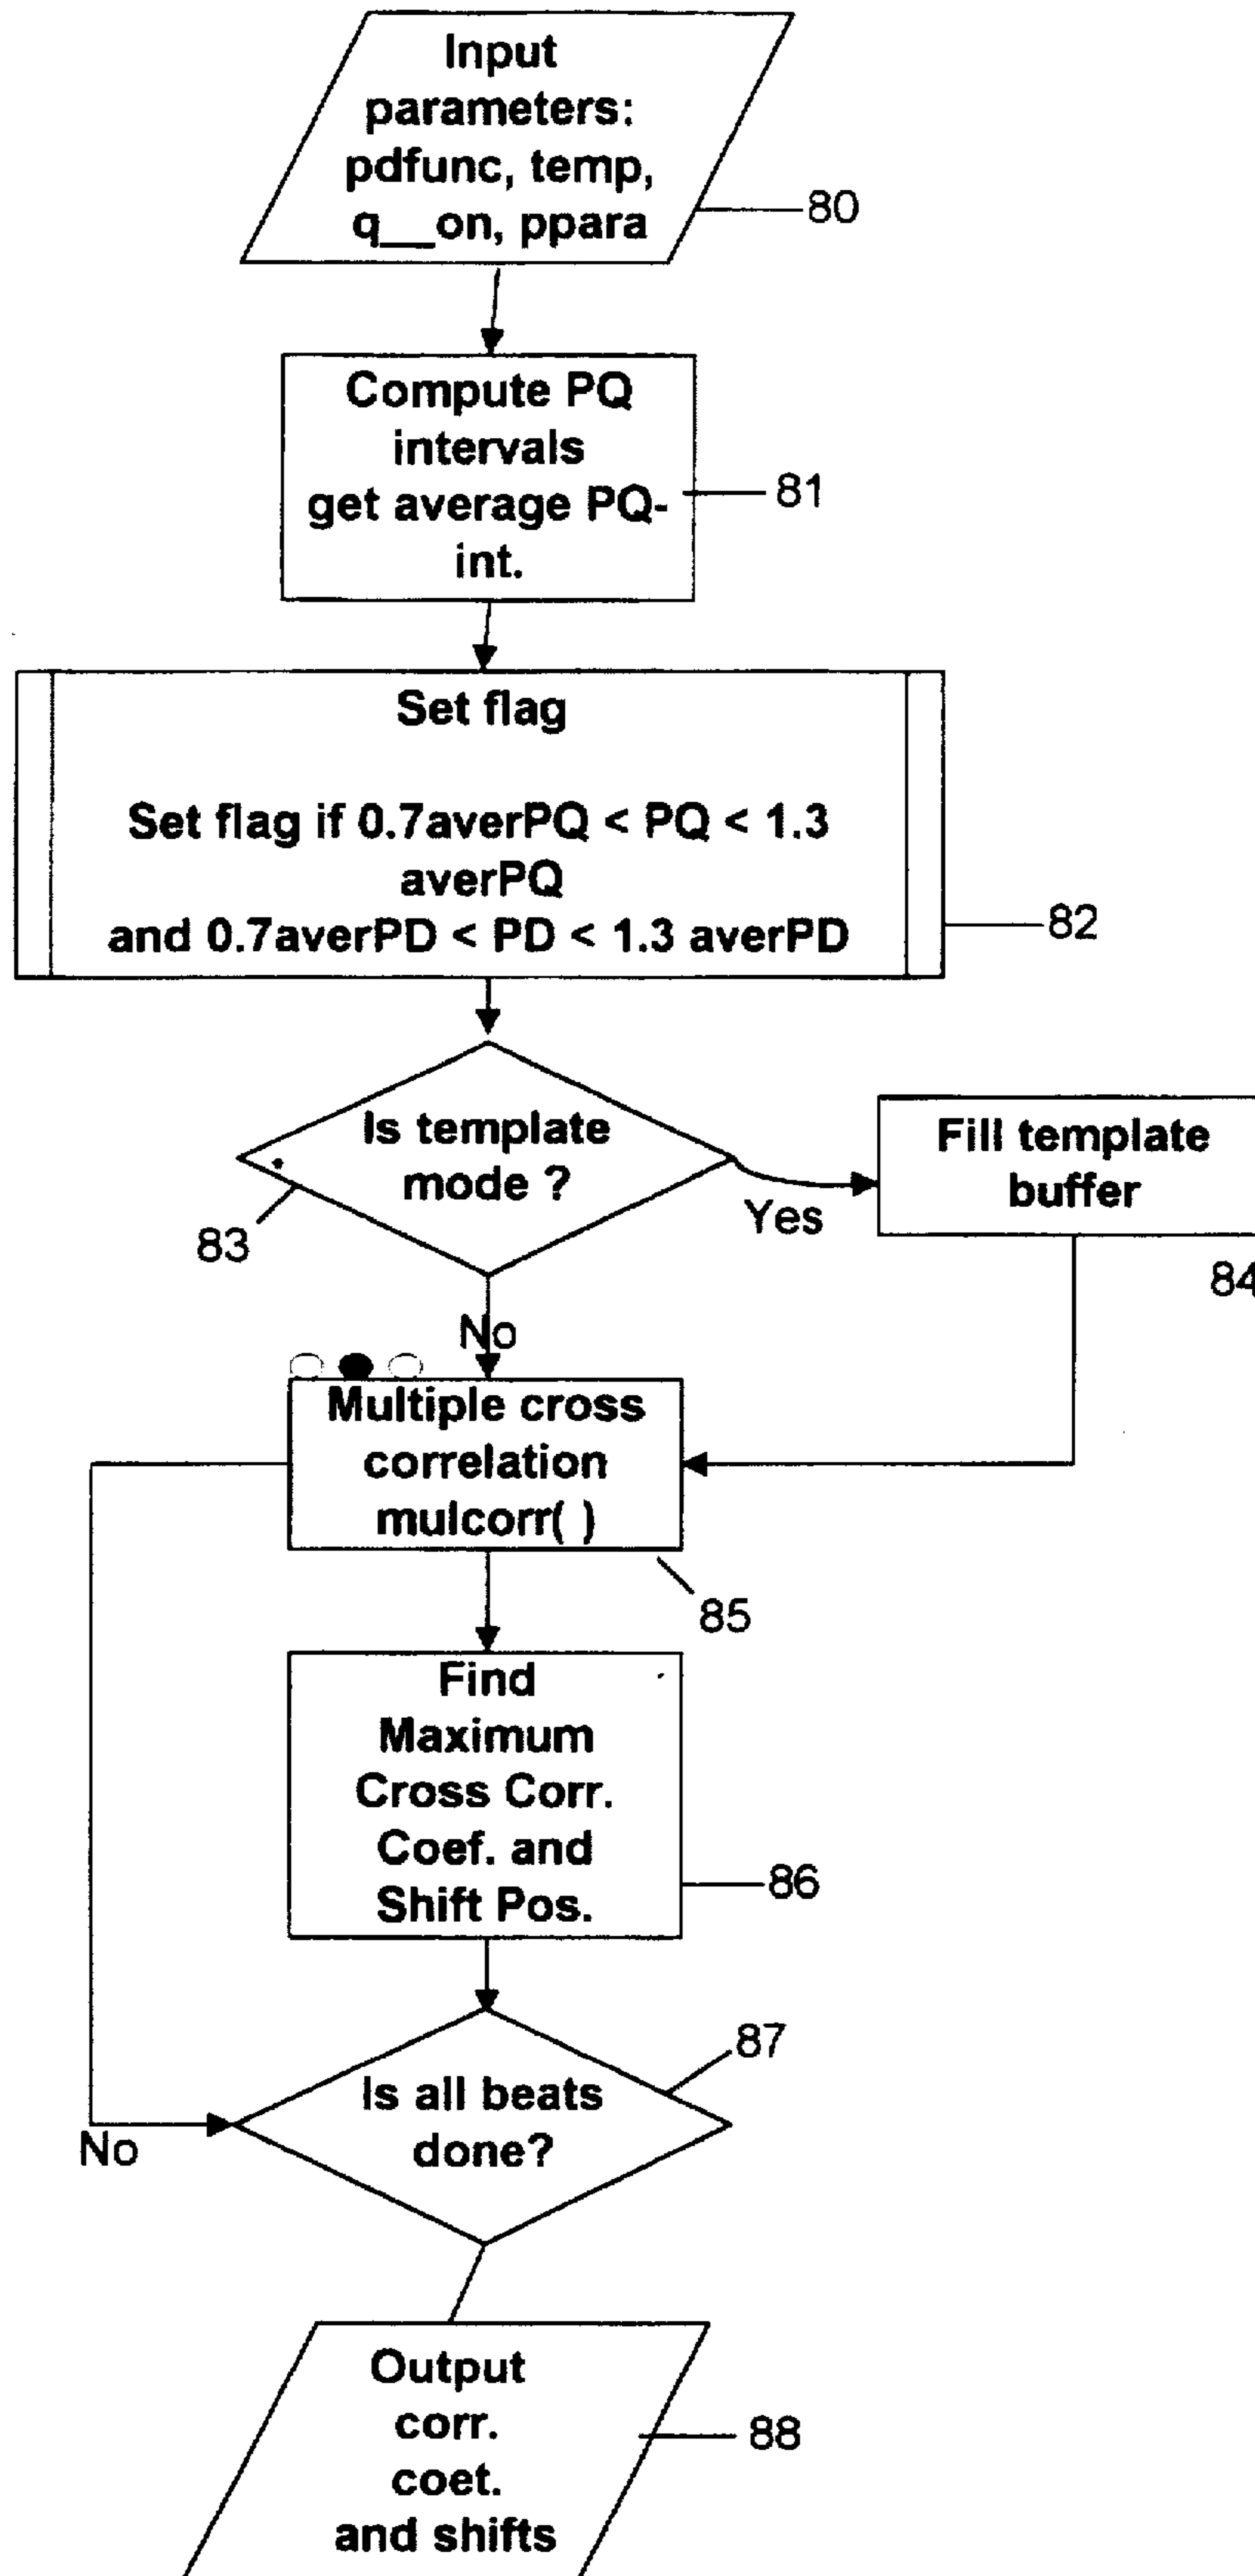 Input
parameters:
pdfunc, temp,
q__on, ppara
80
Compute PQ
intervals
get average PQ-
int.
81
Set flag
Set flag if 0.7averPQ < PQ < 1.3
averPQ
and 0.7averPD < PD < 1.3 averPD
82
Is template
mode ?
83
Yes
Fill template
buffer
84
No
Multiple cross
correlation
mulcorr( )
85
Find
Maximum
Cross Corr.
Coef. and
Shift Pos.
86
87
Is all beats
done?
No
Output
corr.
coet.
and shifts
88